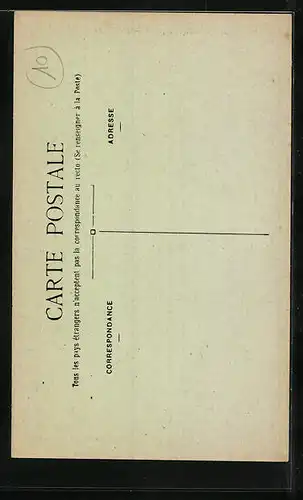 10
CARTE POSTALE
Tous les pays étrangers n'acceptent pas la correspondance au recto (Se renseigner à la Poste)
CORRESPONDANCE
ADRESSE